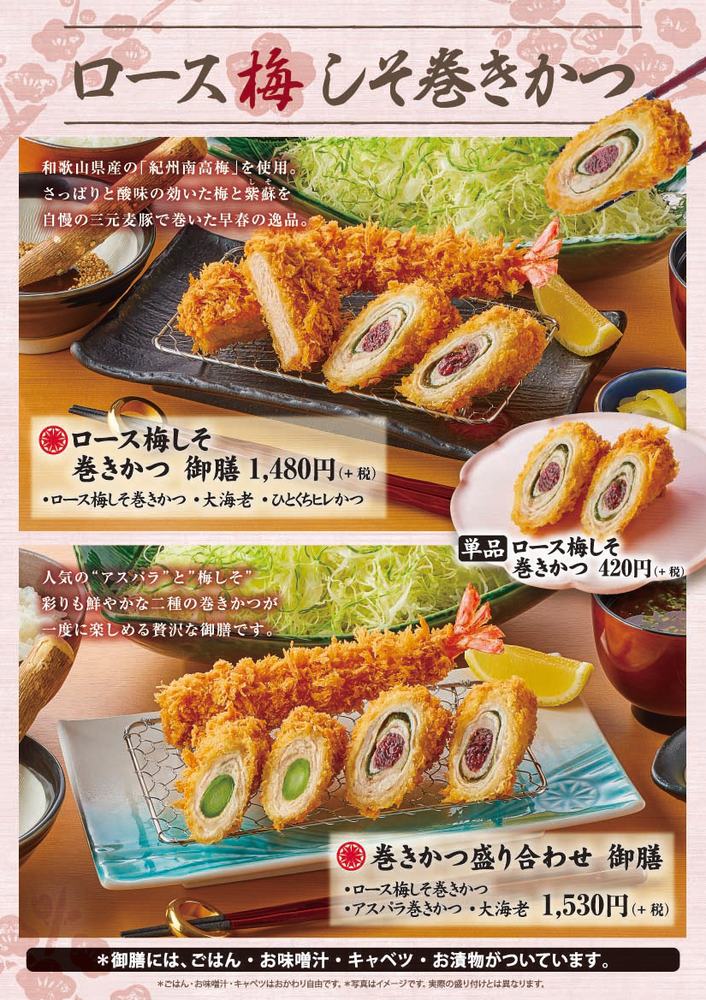 ロース梅しそ巻きかつ
和歌山県産の「紀州南高梅」を使用。
さっぱりと酸味の効いた梅と紫蘇を
自慢の三元麦豚で巻いた早春の逸品。
ロース梅しそ
巻きかつ 御膳 1,480円(+ 税)
・ロース梅しそ巻きかつ ・大海老 ・ひとくちヒレかつ
単品 ロース梅しそ
巻きかつ 420円(+ 税)
人気の“アスパラ”と“梅しそ”
彩りも鮮やかな二種の巻きかつが
一度に楽しめる贅沢な御膳です。
巻きかつ盛り合わせ 御膳
・ロース梅しそ巻きかつ
・アスパラ巻きかつ ・大海老 1,530円(+ 税)
＊御膳には、ごはん・お味噌汁・キャベツ・お漬物がついています。
＊ごはん・お味噌汁・キャベツはおかわり自由です。＊写真はイメージです。実際の盛り付けとは異なります。